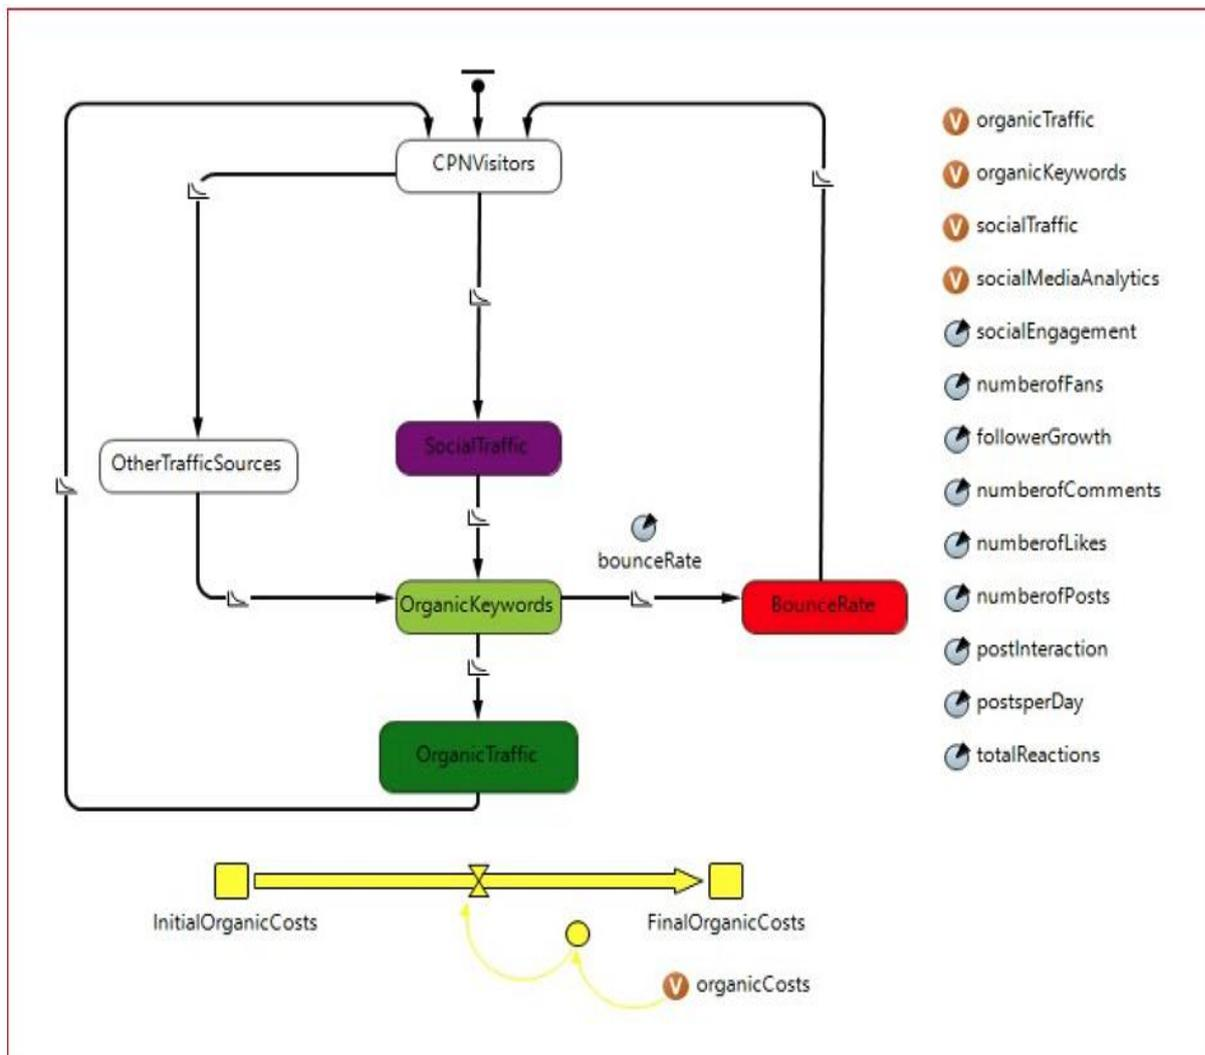 CPNVisitors
OtherTrafficSources
SocialTraffic
bounceRate
OrganicKeywords
BounceRate
OrganicTraffic
InitialOrganicCosts
FinalOrganicCosts
V organicCosts
V organicTraffic
V organicKeywords
V socialTraffic
V socialMediaAnalytics
socialEngagement
numberofFans
followerGrowth
numberofComments
numberofLikes
numberofPosts
postInteraction
postsperDay
totalReactions